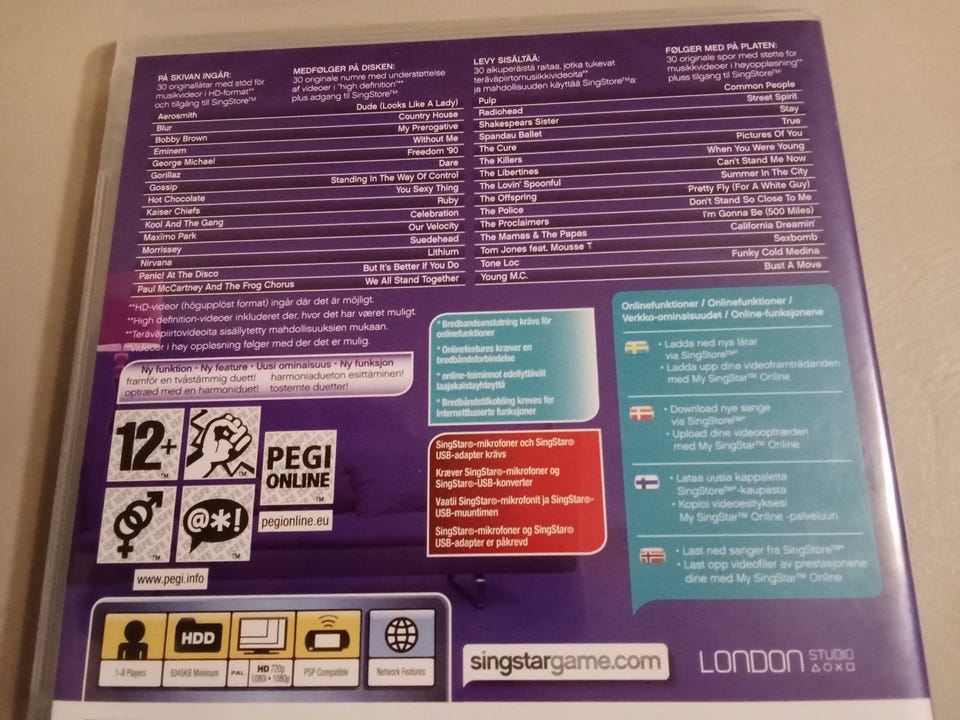 PÅ SKIVAN INGÅR:
30 originallåtar med stöd för
musikvideor i HD-format**
och tillgång till SingStore™
MEDFØLGER PÅ DISKEN:
30 originale numre med understøttelse
af videoer i "high definition"**
plus adgang til SingStore™:
LEVY SISÄLTÄÄ:
30 alkuperäistä raitaa, jotka tukevat
teräväpiirtomusiikkivideoita**
ja mahdollisuuden käyttää SingStore™a:
FØLGER MED PÅ PLATEN:
30 originale spor med støtte for
musikkvideoer i høyoppløsning**
pluss tilgang til SingStore™:
Aerosmith Dude (Looks Like A Lady)
Blur Country House
Bobby Brown My Prerogative
Eminem Without Me
George Michael Freedom '90
Gorillaz Dare
Gossip Standing In The Way Of Control
Hot Chocolate You Sexy Thing
Kaiser Chiefs Ruby
Kool And The Gang Celebration
Maxïmo Park Our Velocity
Morrissey Suedehead
Nirvana Lithium
Panic! At The Disco But It's Better If You Do
Paul McCartney And The Frog Chorus We All Stand Together
Pulp Common People
Radiohead Street Spirit
Shakespears Sister Stay
Spandau Ballet True
The Cure Pictures Of You
The Killers When You Were Young
The Libertines Can't Stand Me Now
The Lovin' Spoonful Summer In The City
The Offspring Pretty Fly (For A White Guy)
The Police Don't Stand So Close To Me
The Proclaimers I'm Gonna Be (500 Miles)
The Mamas & The Papas California Dreamin'
Tom Jones feat. Mousse T Sexbomb
Tone Loc Funky Cold Medina
Young M.C. Bust A Move
**HD-videor (högupplöst format) ingår där det är möjligt.
**High definition-videoer inkluderet der, hvor det har været muligt.
**Teräväpiirtovideoita sisällytetty mahdollisuuksien mukaan.
videoer i høy oppløsning følger med der det er mulig.
Ny funktion • Ny feature • Uusi ominaisuus • Ny funksjon
framför en tvåstämmig duett! harmoniadueton esittäminen!
optræd med en harmoniduet! tostemte duetter!
* Bredbandsanslutning krävs för
onlinefunktioner
* Onlinefeatures kræver en
bredbåndsforbindelse
* online-toiminnot edellyttävät
laajakaistayhteyttä
* Bredbåndstilkobling kreves for
Internettbaserte funksjoner
SingStar®-mikrofoner och SingStar®
USB-adapter krävs
Kræver SingStar®-mikrofoner og
SingStar®-USB-konverter
Vaatii SingStar®-mikrofonit ja SingStar®-
USB-muuntimen
SingStar®-mikrofoner og SingStar®
USB-adapter er påkrevd
Onlinefunktioner / Onlinefunktioner /
Verkko-ominaisuudet / Online-funksjonene
• Ladda ned nya låtar
via SingStore™*
• Ladda upp dina videoframträdanden
med My SingStar™ Online
• Download nye sange
via SingStore™*
• Upload dine videooptræden
med My SingStar™ Online
• Lataa uusia kappaleita
SingStore™*-kaupasta
• Kopioi videoesityksesi
My SingStar™ Online -palveluun
• Last ned sanger fra SingStore™*
• Last opp videofiler av prestasjonene
dine med My SingStar™ Online
12+
TM
TM
PEGI
ONLINE
TM
pegionline.eu
TM
@*!
TM
www.pegi.info
1-8 Players
HDD
5345KB Minimum
PAL
HD 720p
1080i • 1080p
PSP Compatible
Network Features
singstargame.com
LONDON STUDIO